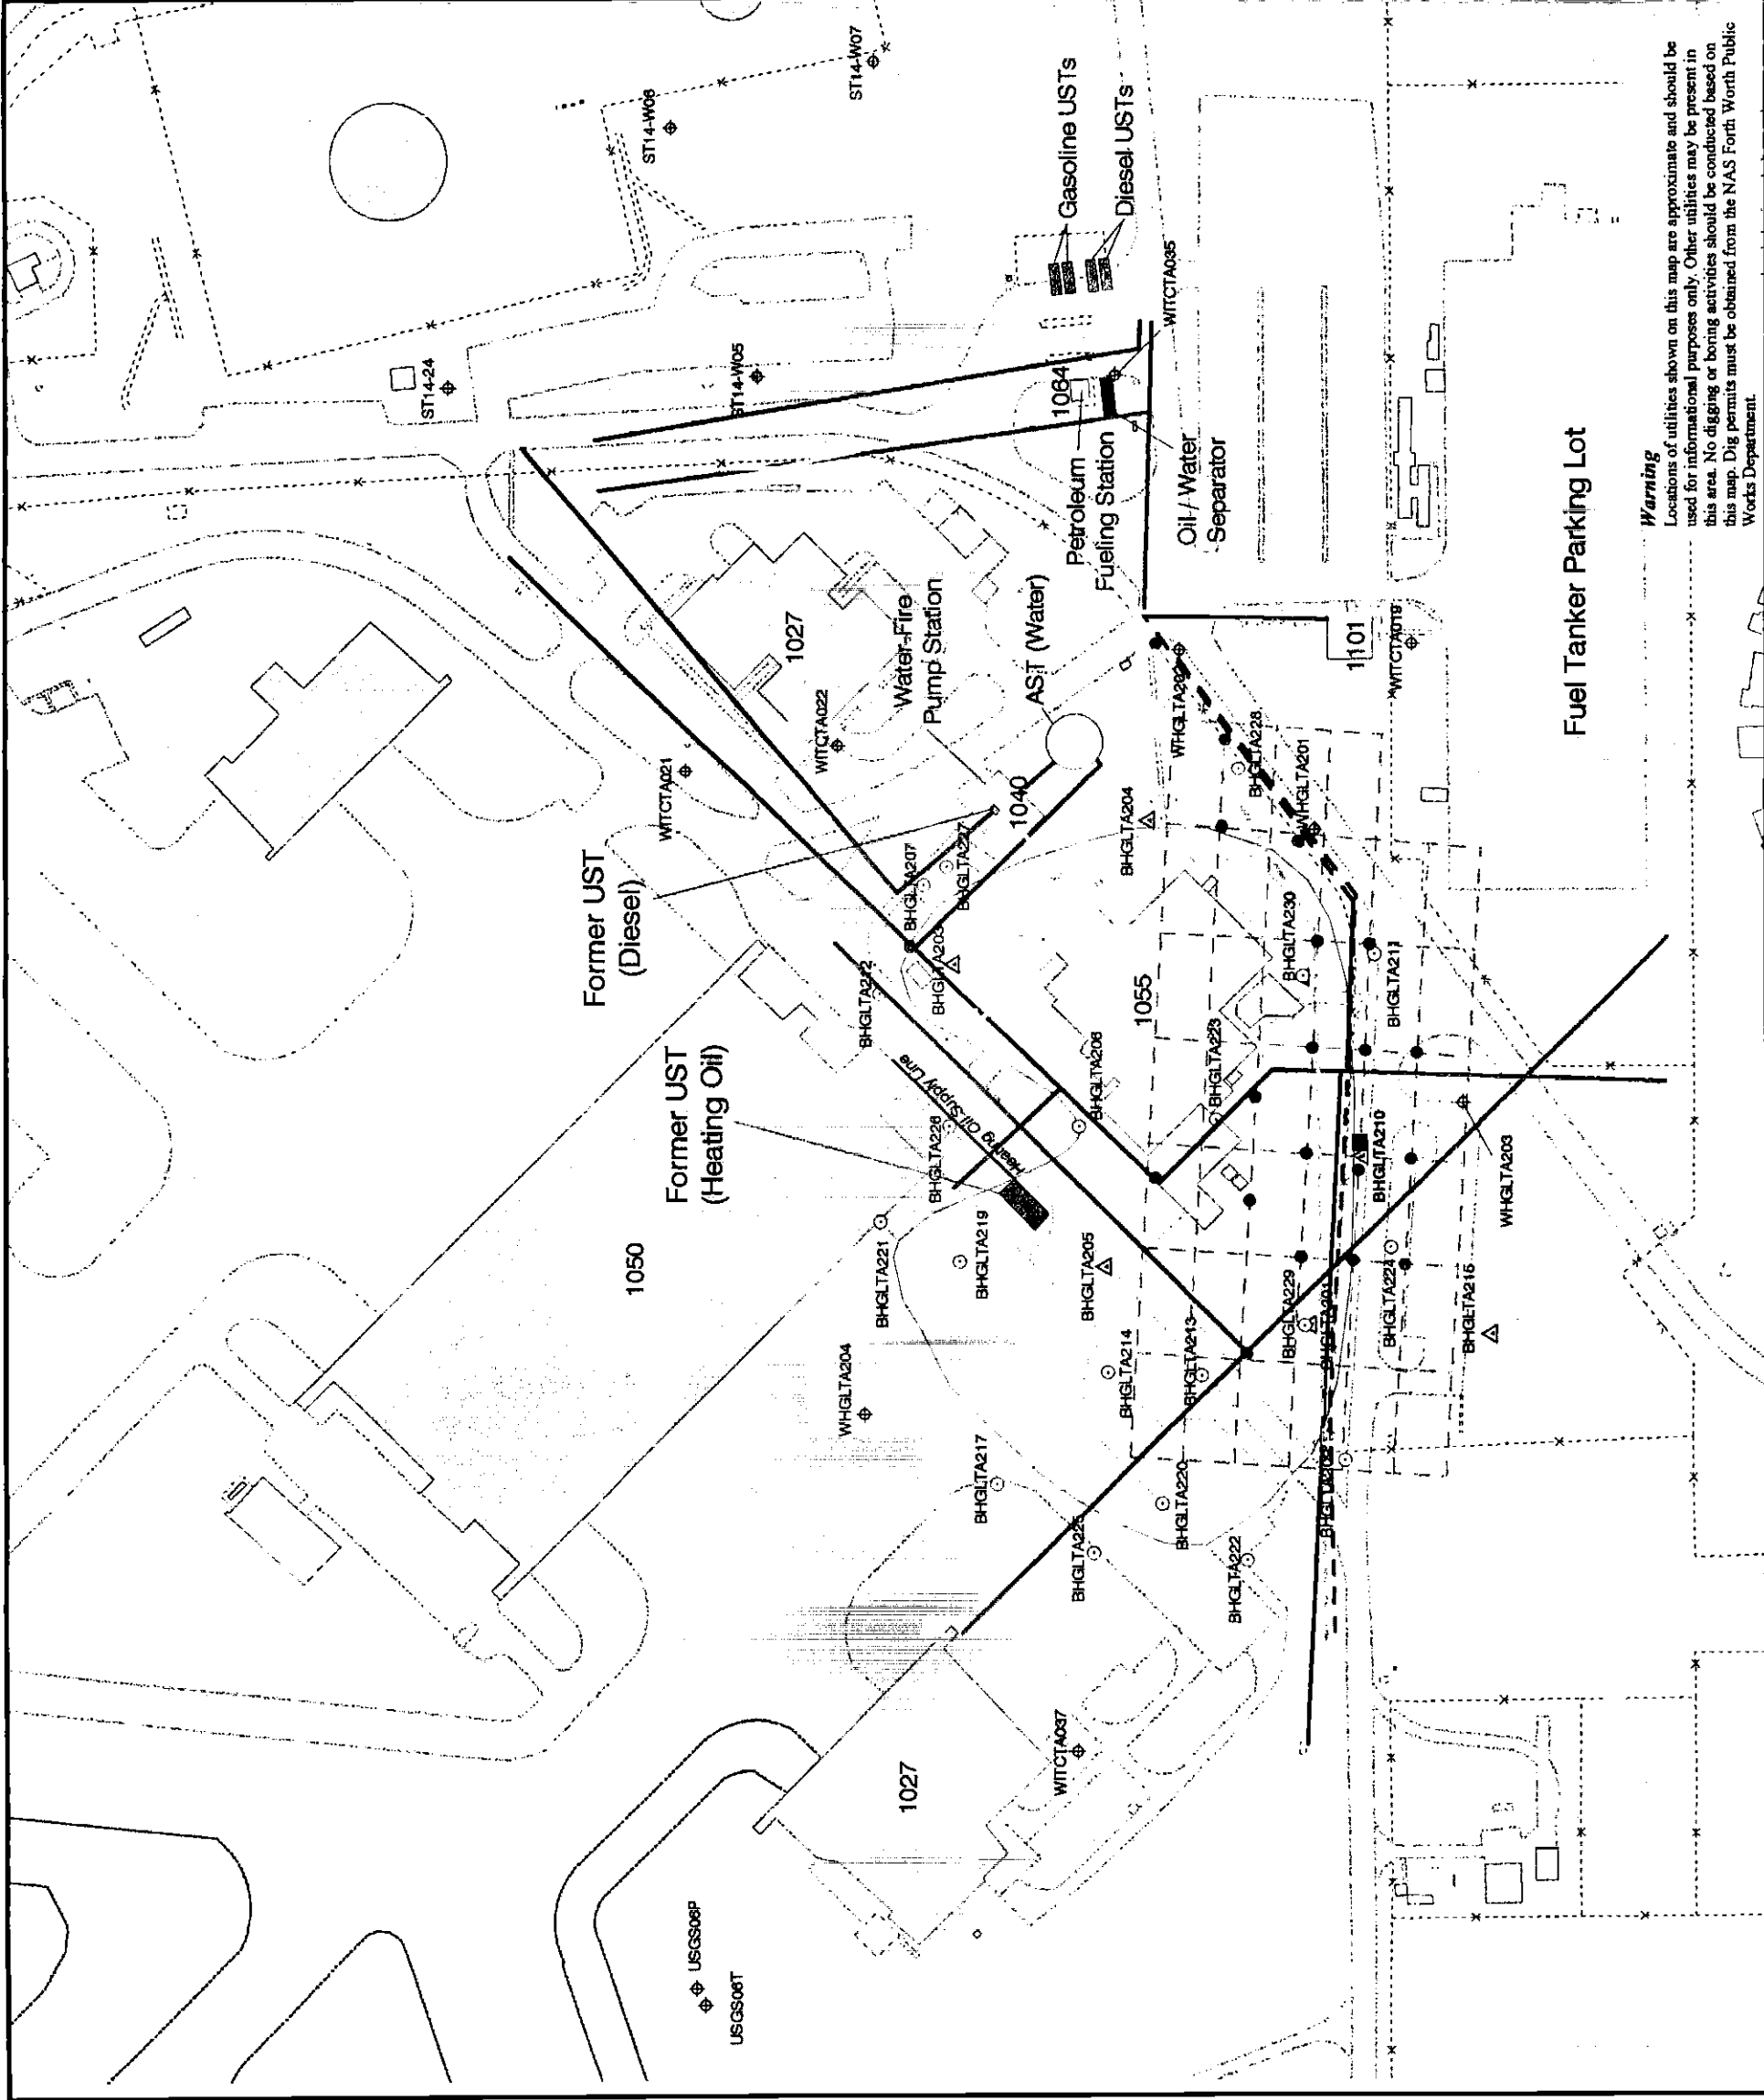 ST14-W07
ST14-W06
ST14-24
ST14-W05
Gasoline USTs
Diesel USTs
WITCTA035
1064
Petroleum
Fueling Station
Oil / Water
Separator
1027
Water-Fire
Pump Station
AST (Water)
WITCTA022
WITCTA021
1040
Former UST
(Diesel)
BHGLTA207
BHGLTA227
BHGLTA203
BHGLTA212
BHGLTA204
BHGLTA228
WHGLTA201
1101
WITCTA019
Fuel Tanker Parking Lot
Warning
Locations of utilities shown on this map are approximate and should be
used for informational purposes only. Other utilities may be present in
this area. No digging or boring activities should be conducted based on
this map. Dig permits must be obtained from the NAS Forth Worth Public
Works Department.
Former UST
(Heating Oil)
Heating Oil Supply Line
BHGLTA226
BHGLTA206
1055
BHGLTA223
BHGLTA230
BHGLTA211
BHGLTA210
WHGLTA203
1050
BHGLTA221
BHGLTA219
BHGLTA205
WHGLTA204
BHGLTA214
BHGLTA213
BHGLTA229
BHGLTA201
BHGLTA224
BHGLTA215
BHGLTA217
BHGLTA225
BHGLTA220
BHGLTA222
BHGLTA202
1027
WITCTA037
USGS06P
USGS06T